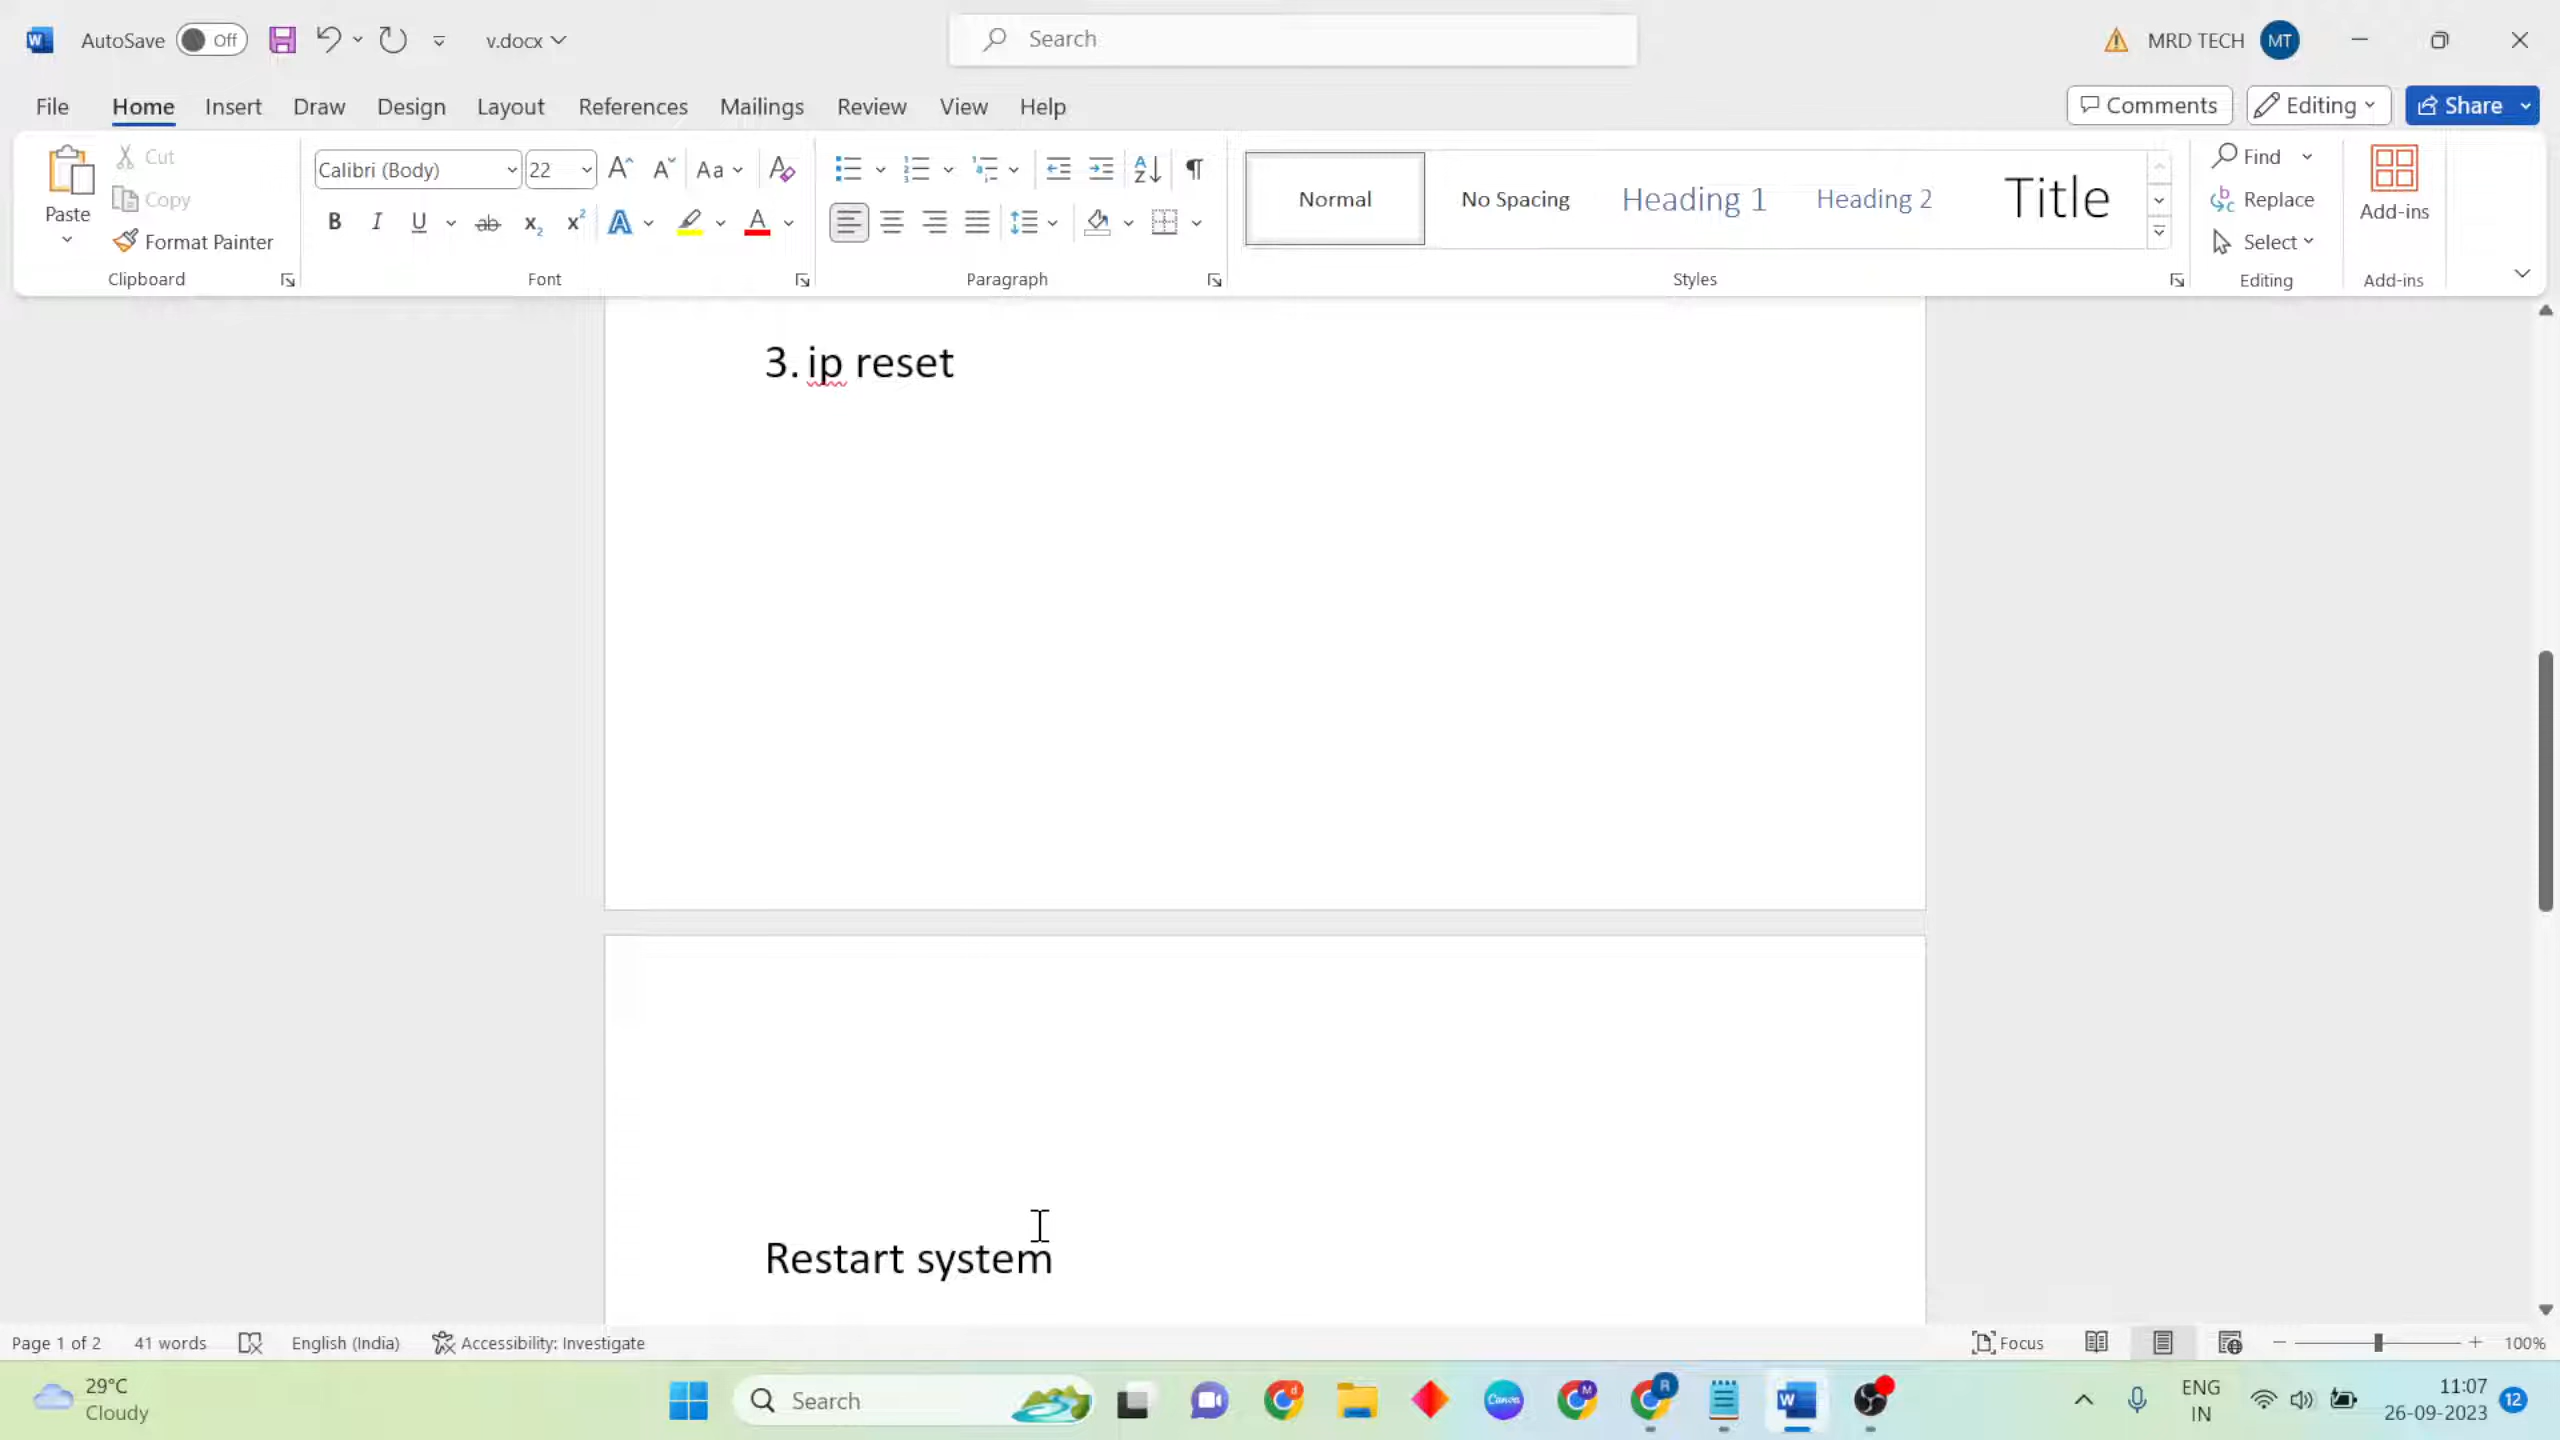 AutoSave Off v.docx Search MRD TECH MT
File Home Insert Draw Design Layout References Mailings Review View Help Comments Editing Share
Paste Cut Copy Format Painter Clipboard
Calibri (Body) 22 Aa Font
Paragraph
Normal No Spacing Heading 1 Heading 2 Title Styles
Find Replace Select Editing
Add-ins Add-ins
3. ip reset
Restart system
Page 1 of 2 41 words English (India) Accessibility: Investigate Focus 100%
29°C
Cloudy
Search
Canva
ENG
IN
11:07
26-09-2023
12